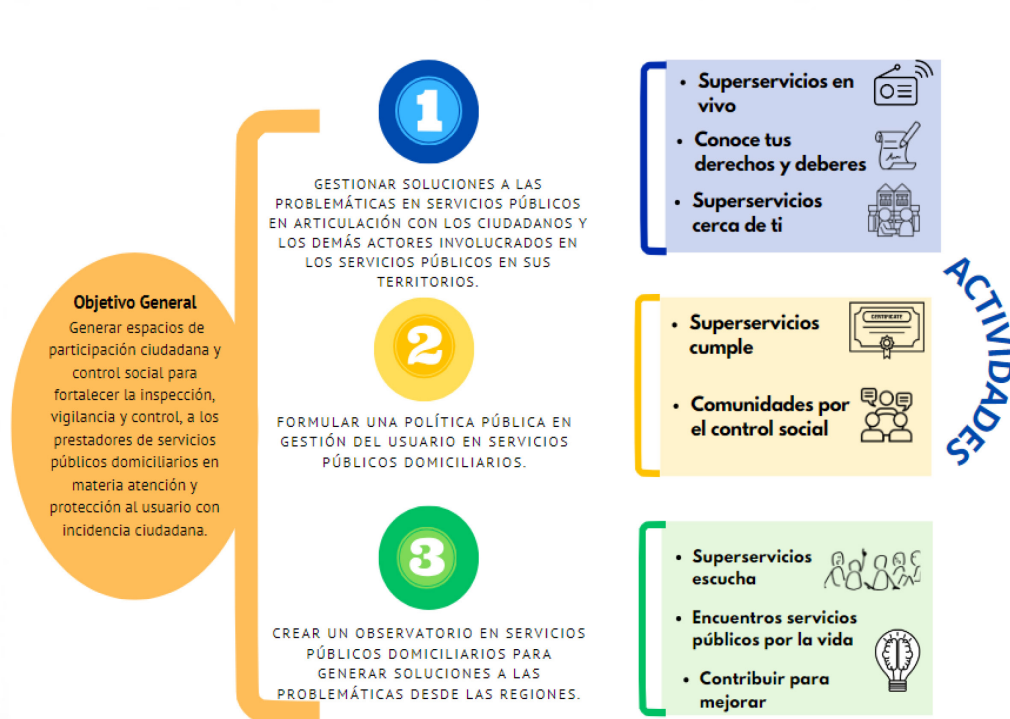 Objetivo General
Generar espacios de
participación ciudadana y
control social para
fortalecer la inspección,
vigilancia y control, a los
prestadores de servicios
públicos domiciliarios en
materia atención y
protección al usuario con
incidencia ciudadana.
1
GESTIONAR SOLUCIONES A LAS
PROBLEMÁTICAS EN SERVICIOS PÚBLICOS
EN ARTICULACIÓN CON LOS CIUDADANOS Y
LOS DEMÁS ACTORES INVOLUCRADOS EN
LOS SERVICIOS PÚBLICOS EN SUS
TERRITORIOS.
2
FORMULAR UNA POLÍTICA PÚBLICA EN
GESTIÓN DEL USUARIO EN SERVICIOS
PÚBLICOS DOMICILIARIOS.
3
CREAR UN OBSERVATORIO EN SERVICIOS
PÚBLICOS DOMICILIARIOS PARA
GENERAR SOLUCIONES A LAS
PROBLEMÁTICAS DESDE LAS REGIONES.
• Superservicios en
vivo
• Conoce tus
derechos y deberes
• Superservicios
cerca de ti
• Superservicios
cumple
CERTIFICATE
• Comunidades por
el control social
• Superservicios
escucha
• Encuentros servicios
públicos por la vida
• Contribuir para
mejorar
ACTIVIDADES